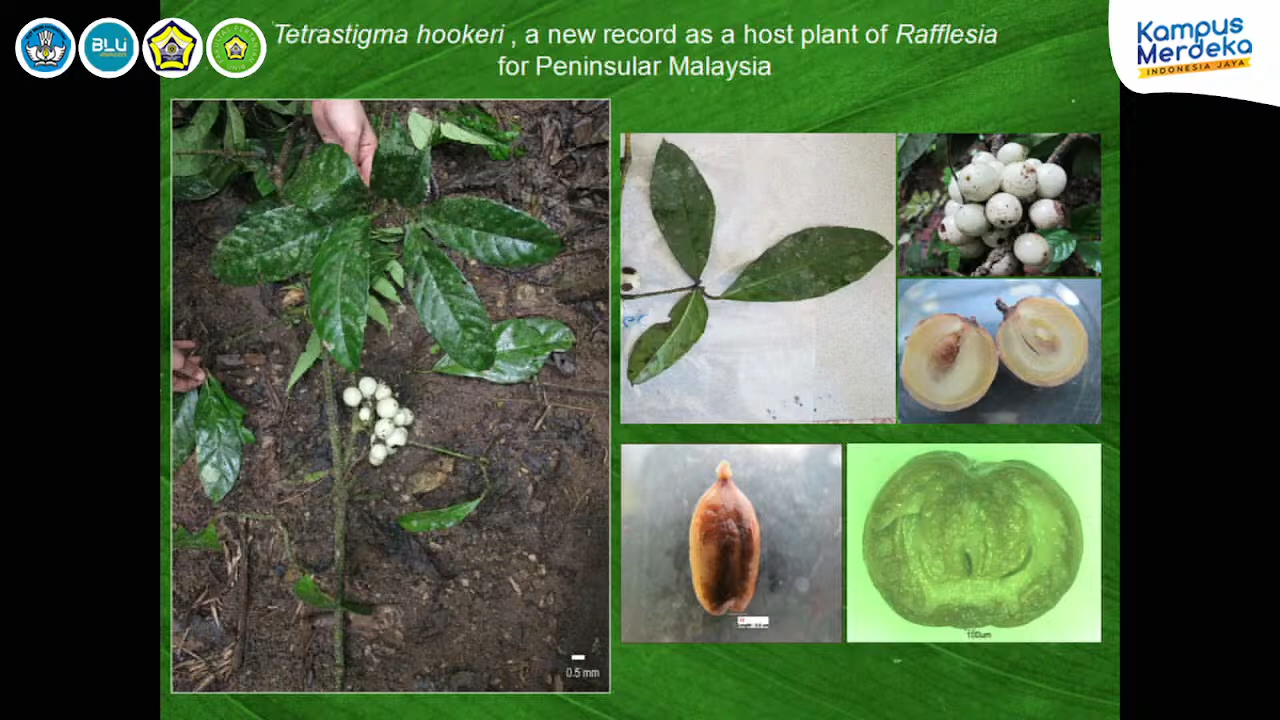 Tetrastigma hookeri , a new record as a host plant of Rafflesia
for Peninsular Malaysia
BLU
Kampus
Merdeka
INDONESIA JAYA
0.5 mm
100um